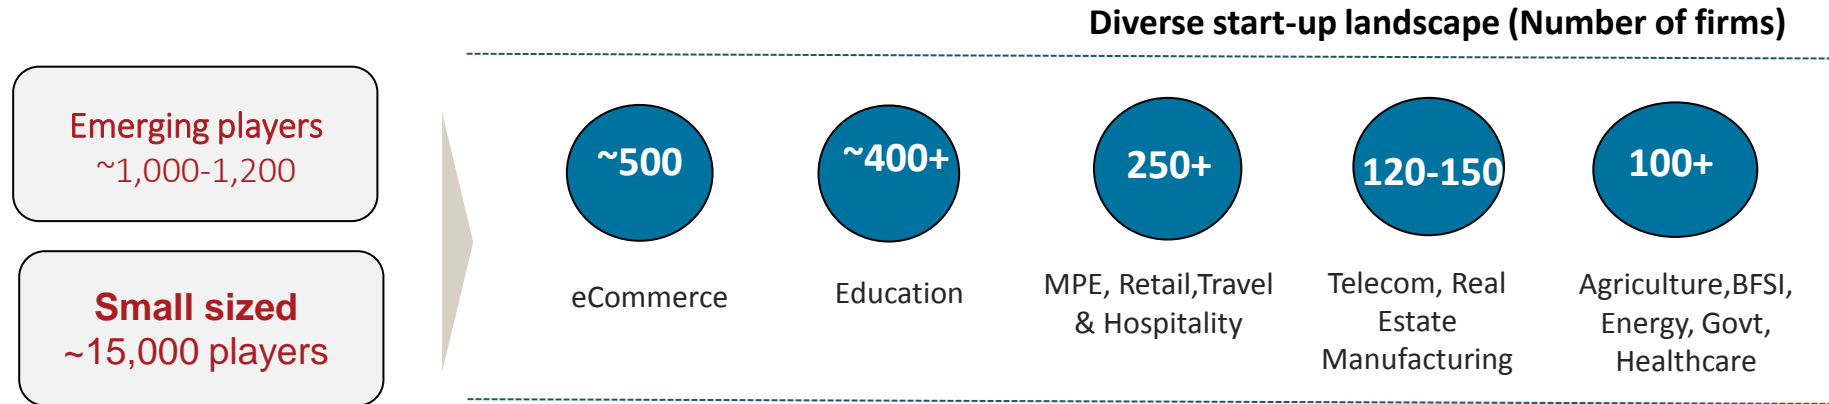 Diverse start-up landscape (Number of firms)
Emerging players
~1,000-1,200
Small sized
~15,000 players
~500
eCommerce
~400+
Education
250+
MPE, Retail,Travel
& Hospitality
120-150
Telecom, Real
Estate
Manufacturing
100+
Agriculture,BFSI,
Energy, Govt,
Healthcare